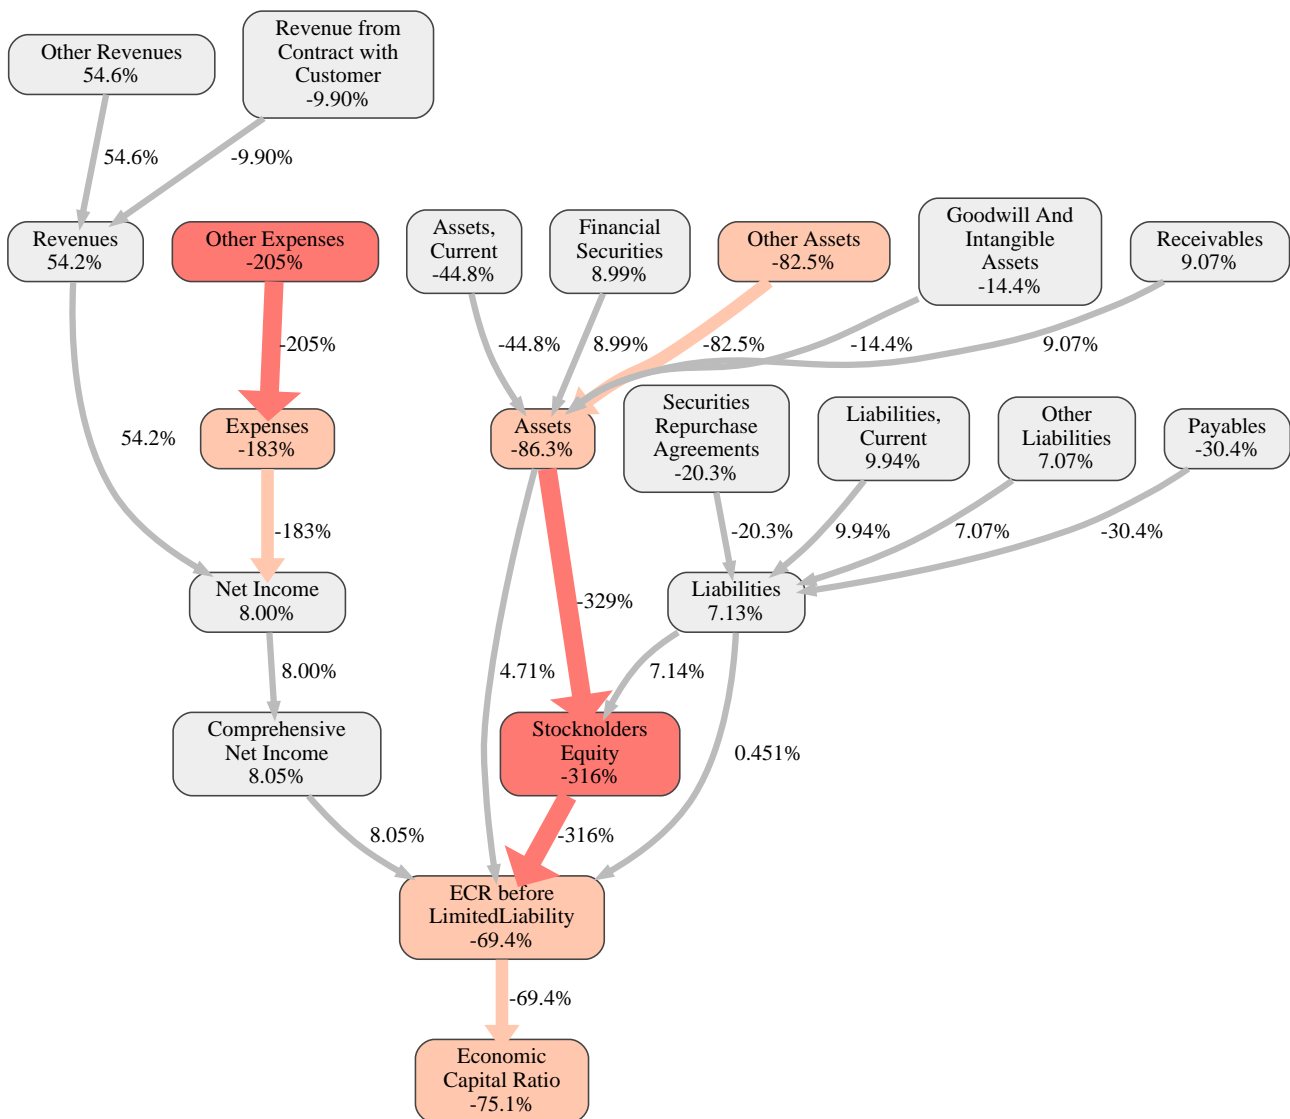 Other Revenues
54.6%
Revenue from
Contract with
Customer
-9.90%
54.6%
-9.90%
Revenues
54.2%
Other Expenses
-205%
Assets,
Current
-44.8%
Financial
Securities
8.99%
Other Assets
-82.5%
Goodwill And
Intangible
Assets
-14.4%
Receivables
9.07%
-205%
-44.8%
8.99%
-82.5%
-14.4%
9.07%
54.2%
Expenses
-183%
Assets
-86.3%
Securities
Repurchase
Agreements
-20.3%
Liabilities,
Current
9.94%
Other
Liabilities
7.07%
Payables
-30.4%
-183%
-20.3%
9.94%
7.07%
-30.4%
Net Income
8.00%
-329%
Liabilities
7.13%
8.00%
4.71%
7.14%
Comprehensive
Net Income
8.05%
Stockholders
Equity
-316%
0.451%
8.05%
-316%
ECR before
LimitedLiability
-69.4%
-69.4%
Economic
Capital Ratio
-75.1%